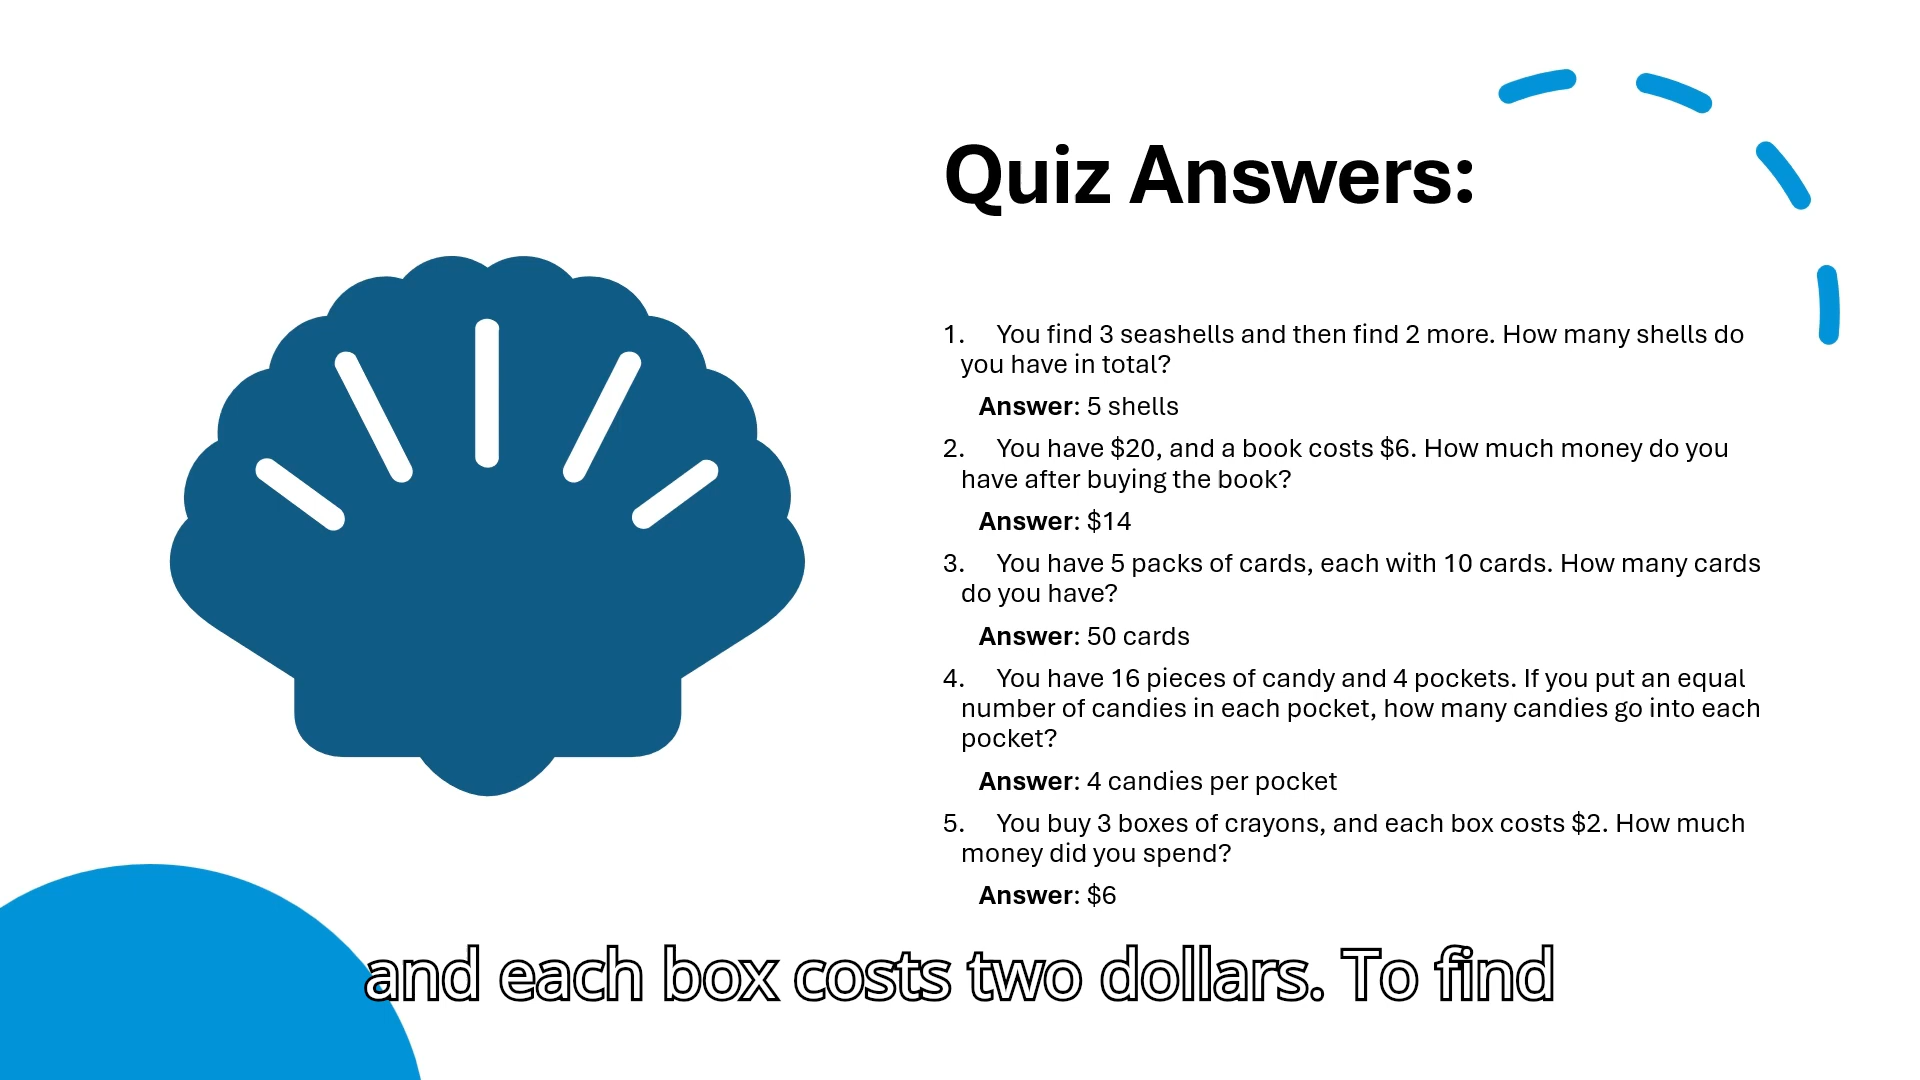 Quiz Answers:
1. You find 3 seashells and then find 2 more. How many shells do
you have in total?
Answer: 5 shells
2. You have $20, and a book costs $6. How much money do you
have after buying the book?
Answer: $14
3. You have 5 packs of cards, each with 10 cards. How many cards
do you have?
Answer: 50 cards
4. You have 16 pieces of candy and 4 pockets. If you put an equal
number of candies in each pocket, how many candies go into each
pocket?
Answer: 4 candies per pocket
5. You buy 3 boxes of crayons, and each box costs $2. How much
money did you spend?
Answer: $6
and each box costs two dollars. To find